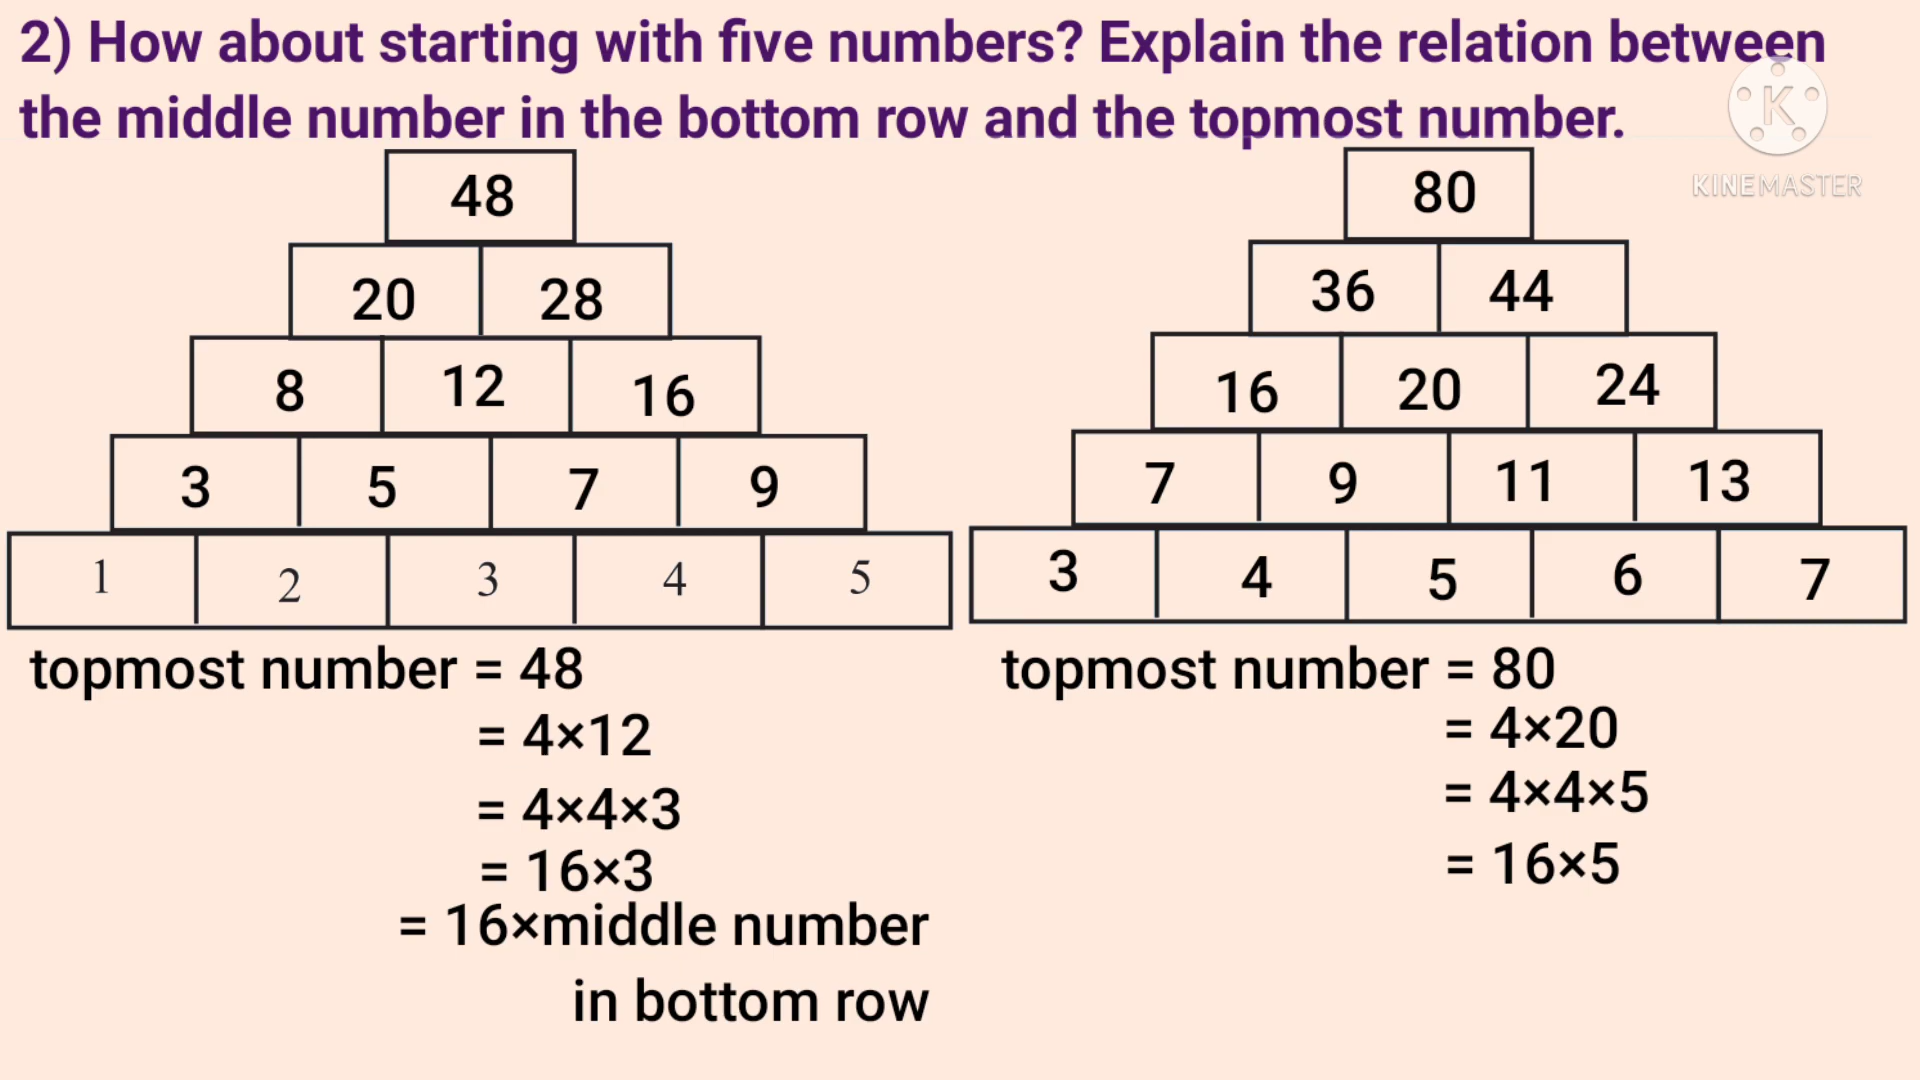 2) How about starting with five numbers? Explain the relation between
the middle number in the bottom row and the topmost number.
K
KINEMASTER
48
20 28
8 12 16
3 5 7 9
1 2 3 4 5
topmost number = 48
= 4×12
= 4×4×3
= 16×3
= 16×middle number
in bottom row
80
36 44
16 20 24
7 9 11 13
3 4 5 6 7
topmost number = 80
= 4×20
= 4×4×5
= 16×5